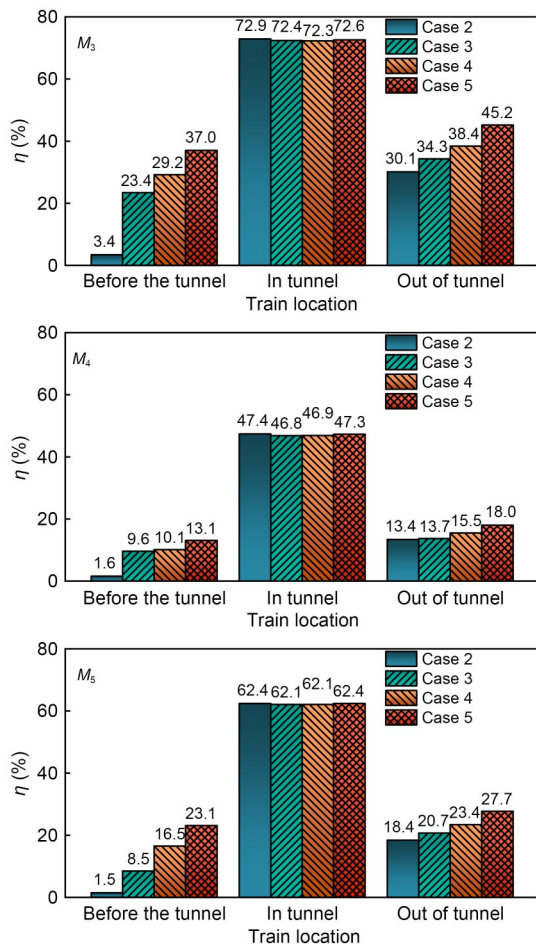 80
M3
72.9 72.4 72.3 72.6
Case 2
Case 3
Case 4
Case 5
60
η (%)
40
45.2
37.0
38.4
34.3
29.2
30.1
23.4
20
3.4
0
Before the tunnel In tunnel Out of tunnel
Train location
80
M4
Case 2
Case 3
Case 4
Case 5
60
η (%)
47.4 46.8 46.9 47.3
40
20
18.0
13.4 13.7 15.5
13.1
9.6 10.1
1.6
0
Before the tunnel In tunnel Out of tunnel
Train location
80
M5
Case 2
Case 3
Case 4
Case 5
62.4 62.1 62.1 62.4
60
η (%)
40
27.7
23.1
23.4
20.7
18.4
16.5
20
8.5
1.5
0
Before the tunnel In tunnel Out of tunnel
Train location